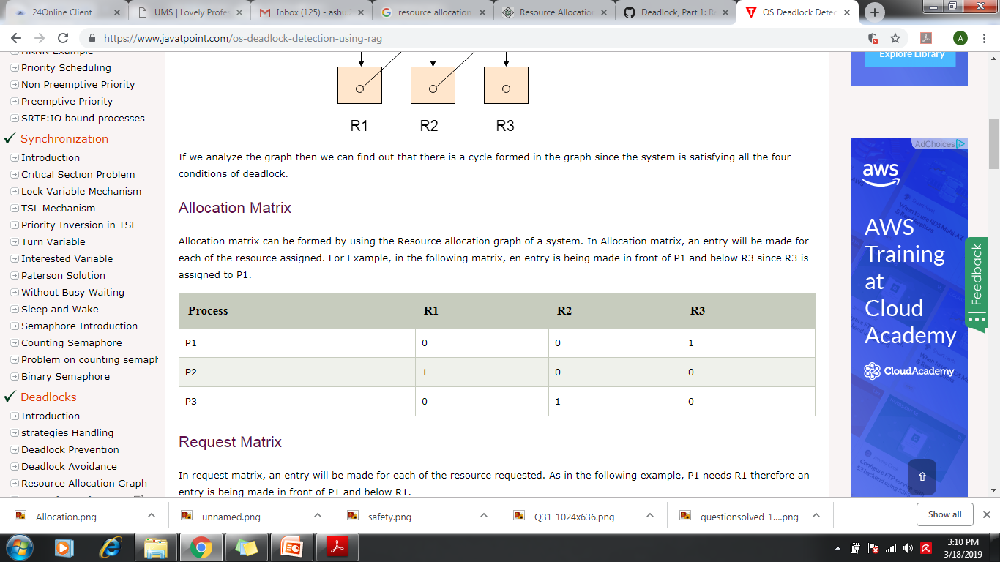 24Online Client
UMS | Lovely Profe
Inbox (125) - ashu.
resource allocation
Resource Allocation
Deadlock, Part 1: R
OS Deadlock Detec
https://www.javatpoint.com/os-deadlock-detection-using-rag
A
HRNN Example
Priority Scheduling
Non Preemptive Priority
Preemptive Priority
SRTF:IO bound processes
Synchronization
Introduction
Critical Section Problem
Lock Variable Mechanism
TSL Mechanism
Priority Inversion in TSL
Turn Variable
Interested Variable
Paterson Solution
Without Busy Waiting
Sleep and Wake
Semaphore Introduction
Counting Semaphore
Problem on counting semaph
Binary Semaphore
Deadlocks
Introduction
strategies Handling
Deadlock Prevention
Deadlock Avoidance
Resource Allocation Graph
R1 R2 R3
If we analyze the graph then we can find out that there is a cycle formed in the graph since the system is satisfying all the four
conditions of deadlock.
Allocation Matrix
Allocation matrix can be formed by using the Resource allocation graph of a system. In Allocation matrix, an entry will be made for
each of the resource assigned. For Example, in the following matrix, en entry is being made in front of P1 and below R3 since R3 is
assigned to P1.
Process R1 R2 R3
P1 0 0 1
P2 1 0 0
P3 0 1 0
Request Matrix
In request matrix, an entry will be made for each of the resource requested. As in the following example, P1 needs R1 therefore an
entry is being made in front of P1 and below R1.
Explore Library
AdChoices
aws
AWS
Training
at
Cloud
Academy
CloudAcademy
Feedback
Allocation.png
unnamed.png
safety.png
Q31-1024x636.png
questionsolved-1....png
Show all
3:10 PM
3/18/2019